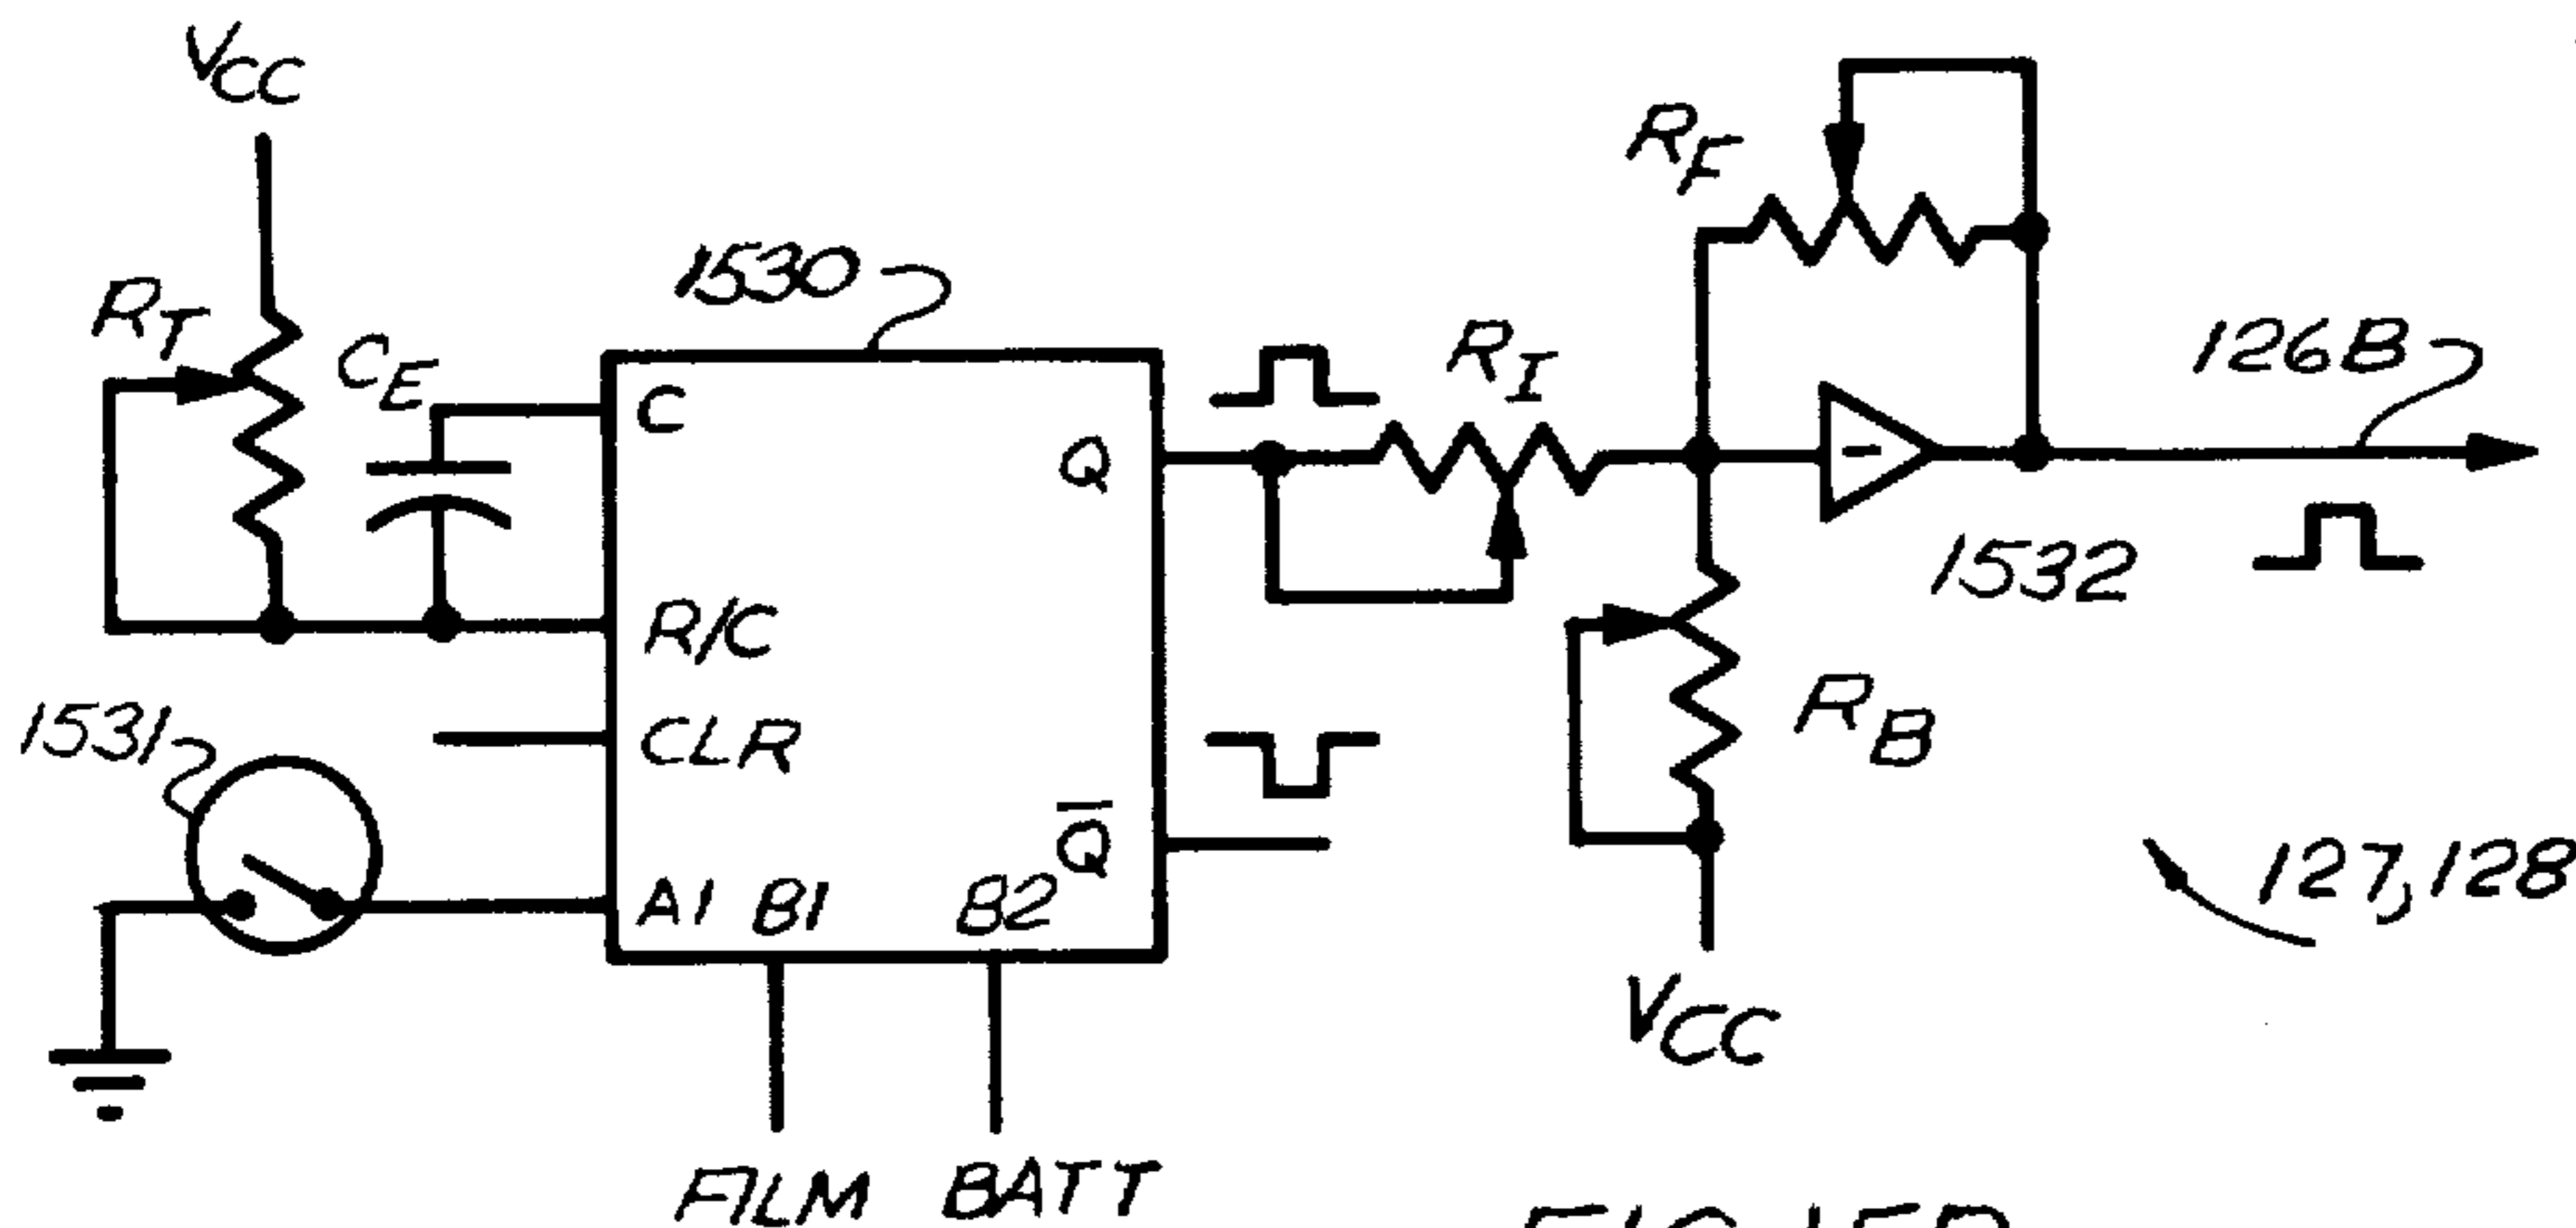 VCC
RT
CE
1530
C
R/C
CLR
A1
B1
B2
Q
Q̅
1531
FILM
BATT
RI
RF
1532
RB
VCC
126B
127,128